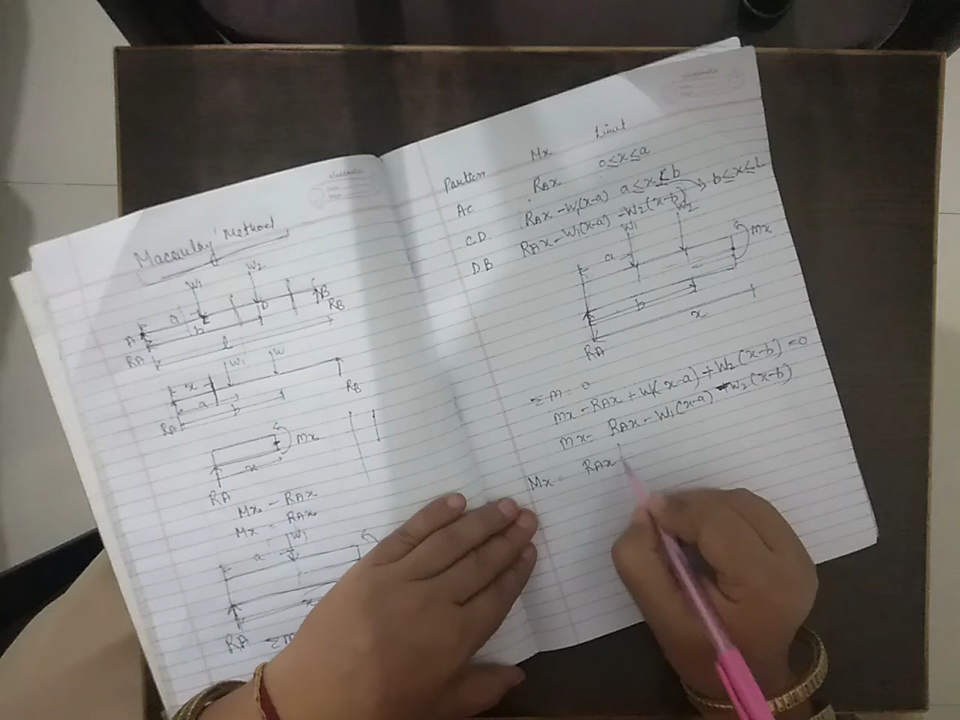 Macaulay' Method
W1 W2
A a C b B
RA b RB
l
x W1 W
RA a RB
b
Mx
x
RA
Mx - RAx
Mx = RAx
W1
a
x
RA ΣM
Portion Mx Limit
AC RAx 0≤x≤a
CD RAx - W1(x-a) a≤x≤b
DB RAx - W1(x-a) - W2(x-b) b≤x≤L
W1 W2
a Mx
b
x
RA
ΣM = 0
Mx - RAx + W1(x-a) + W2(x-b) = 0
Mx = RAx - W1(x-a) - W2(x-b)
Mx = RAx